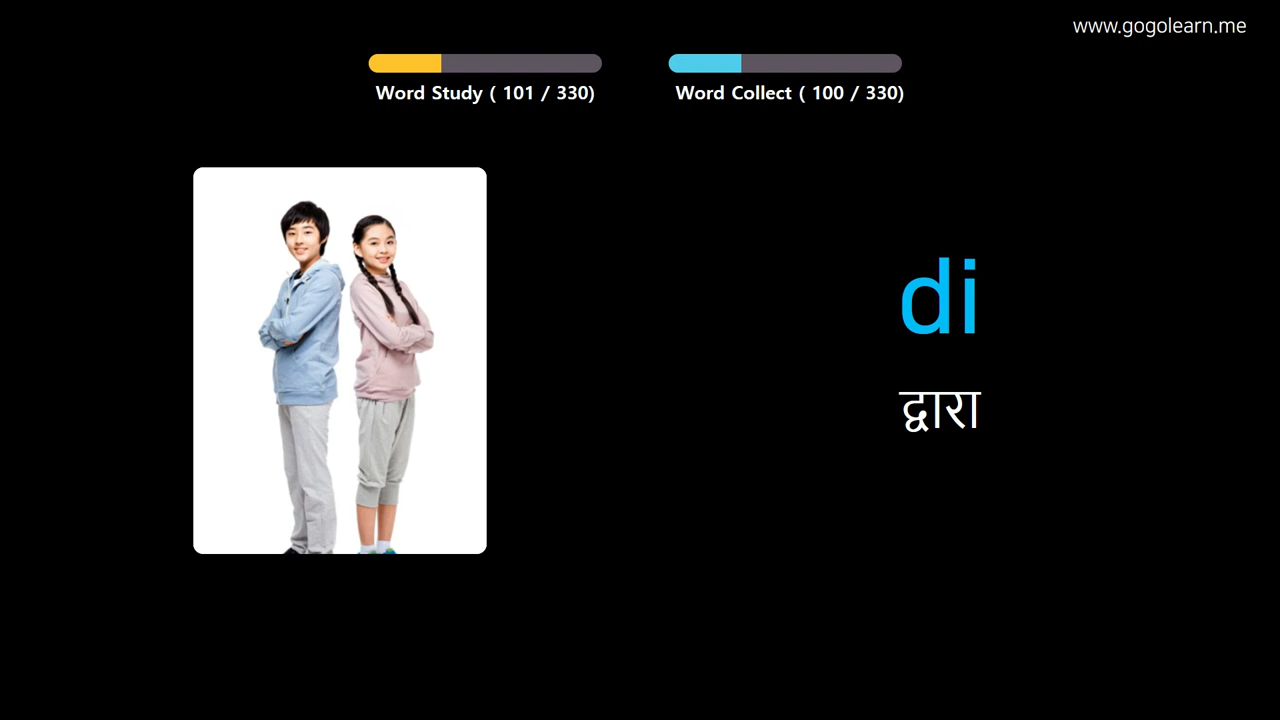 www.gogolearn.me
Word Study ( 101 / 330)
Word Collect ( 100 / 330)
di
द्वारा